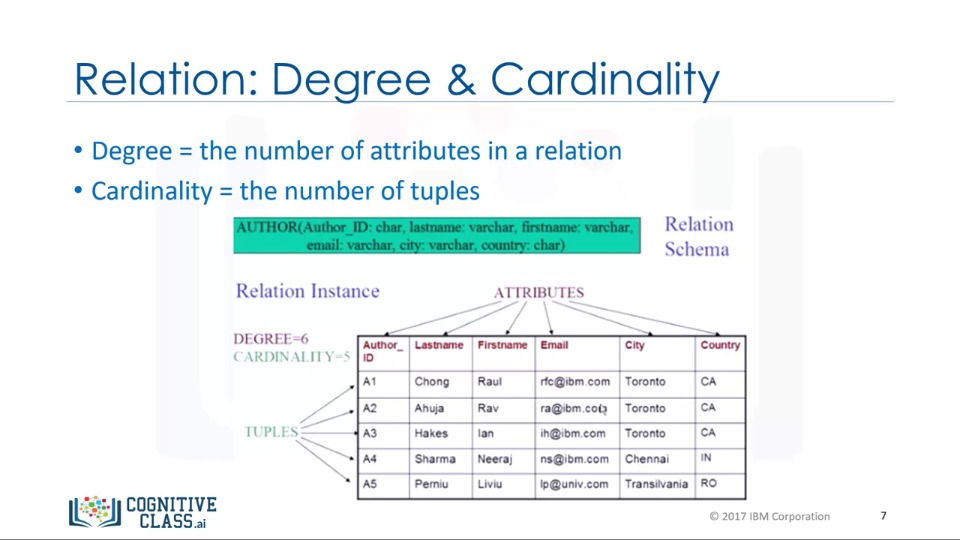 Relation: Degree & Cardinality
• Degree = the number of attributes in a relation
• Cardinality = the number of tuples
AUTHOR(Author_ID: char, lastname: varchar, firstname: varchar,
email: varchar, city: varchar, country: char)
Relation
Schema
Relation Instance
ATTRIBUTES
DEGREE=6
CARDINALITY=5
Author_
ID Lastname Firstname Email City Country
A1 Chong Raul rfc@ibm.com Toronto CA
A2 Ahuja Rav ra@ibm.com Toronto CA
TUPLES
A3 Hakes Ian ih@ibm.com Toronto CA
A4 Sharma Neeraj ns@ibm.com Chennai IN
A5 Perniu Liviu lp@univ.com Transilvania RO
COGNITIVE
CLASS.ai
© 2017 IBM Corporation
7